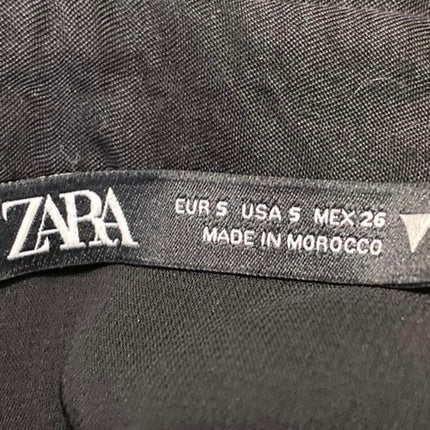 ZARA
EUR S USA S MEX 26
MADE IN MOROCCO